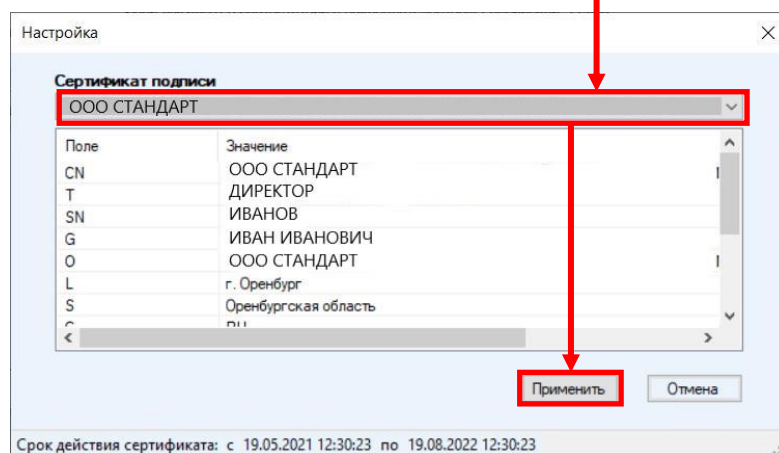 Настройка
Сертификат подписи
ООО СТАНДАРТ
Поле Значение
CN ООО СТАНДАРТ
T ДИРЕКТОР
SN ИВАНОВ
G ИВАН ИВАНОВИЧ
O ООО СТАНДАРТ
L г. Оренбург
S Оренбургская область
Применить Отмена
Срок действия сертификата: с 19.05.2021 12:30:23 по 19.08.2022 12:30:23